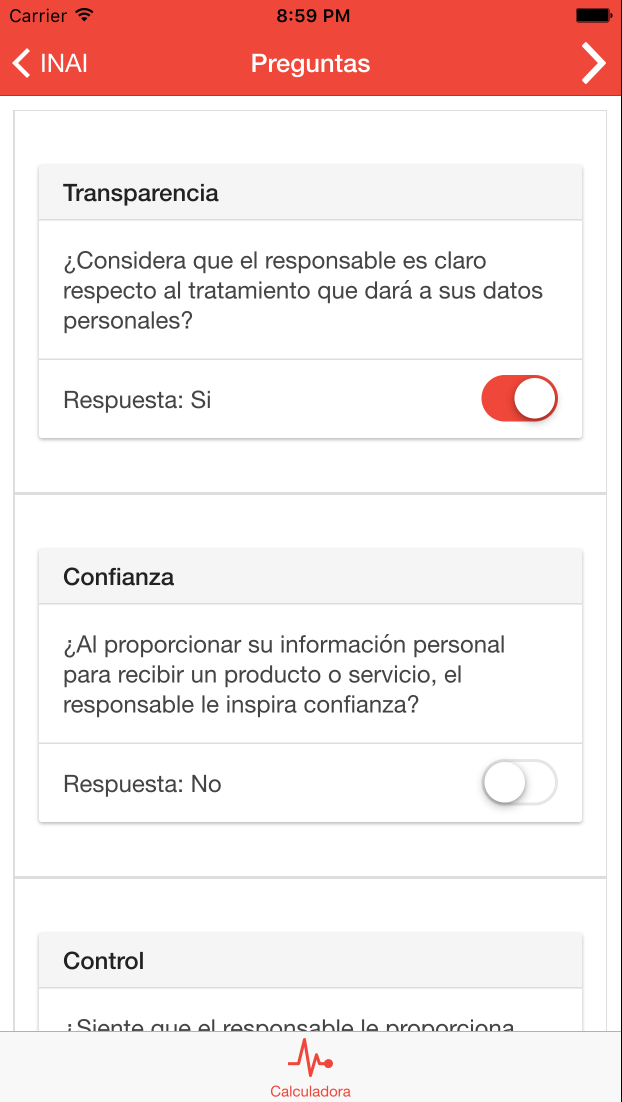 Carrier
8:59 PM
INAI
Preguntas
Transparencia
¿Considera que el responsable es claro
respecto al tratamiento que dará a sus datos
personales?
Respuesta: Si
Confianza
¿Al proporcionar su información personal
para recibir un producto o servicio, el
responsable le inspira confianza?
Respuesta: No
Control
¿Siente que el responsable le proporciona
Calculadora